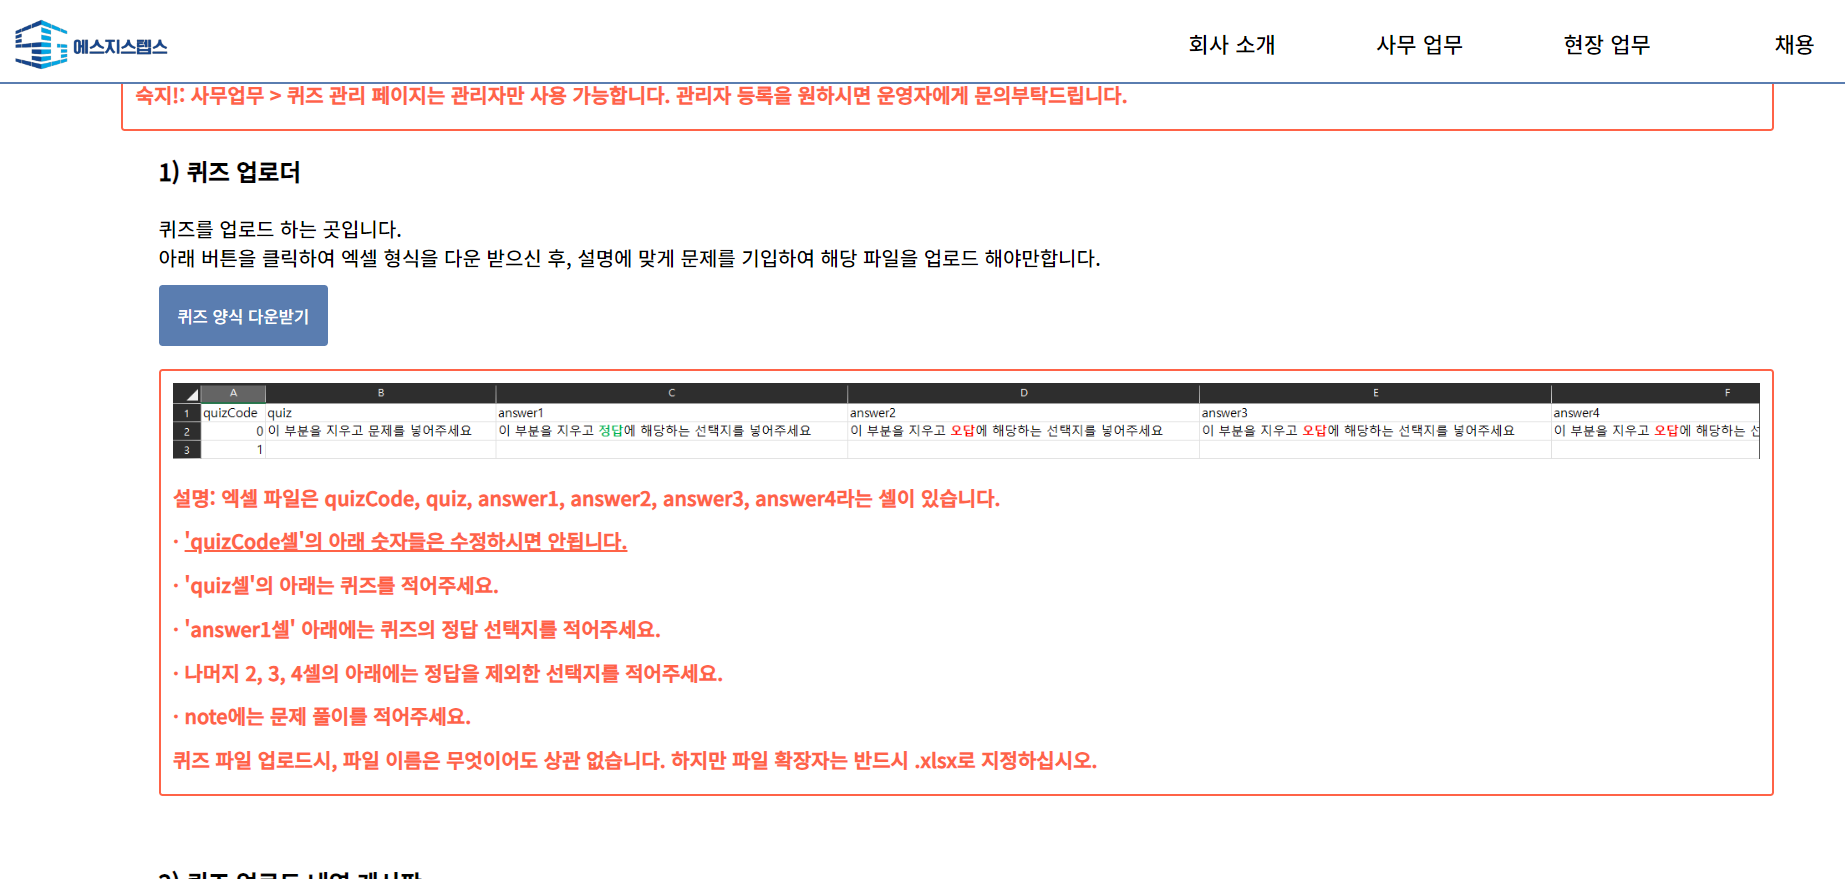 에스지스텝스
회사 소개
사무 업무
현장 업무
채용
숙지!: 사무업무 > 퀴즈 관리 페이지는 관리자만 사용 가능합니다. 관리자 등록을 원하시면 운영자에게 문의부탁드립니다.
1) 퀴즈 업로더
퀴즈를 업로드 하는 곳입니다.
아래 버튼을 클릭하여 엑셀 형식을 다운 받으신 후, 설명에 맞게 문제를 기입하여 해당 파일을 업로드 해야만합니다.
퀴즈 양식 다운받기
A B C D E F
1 quizCode quiz answer1 answer2 answer3 answer4
2 0 이 부분을 지우고 문제를 넣어주세요 이 부분을 지우고 정답에 해당하는 선택지를 넣어주세요 이 부분을 지우고 오답에 해당하는 선택지를 넣어주세요 이 부분을 지우고 오답에 해당하는 선택지를 넣어주세요 이 부분을 지우고 오답에 해당하는 선
3 1
설명: 엑셀 파일은 quizCode, quiz, answer1, answer2, answer3, answer4라는 셀이 있습니다.
· 'quizCode셀'의 아래 숫자들은 수정하시면 안됩니다.
· 'quiz셀'의 아래는 퀴즈를 적어주세요.
· 'answer1셀' 아래에는 퀴즈의 정답 선택지를 적어주세요.
· 나머지 2, 3, 4셀의 아래에는 정답을 제외한 선택지를 적어주세요.
· note에는 문제 풀이를 적어주세요.
퀴즈 파일 업로드시, 파일 이름은 무엇이어도 상관 없습니다. 하지만 파일 확장자는 반드시 .xlsx로 지정하십시오.
2) 퀴즈 업로드 내역 게시판